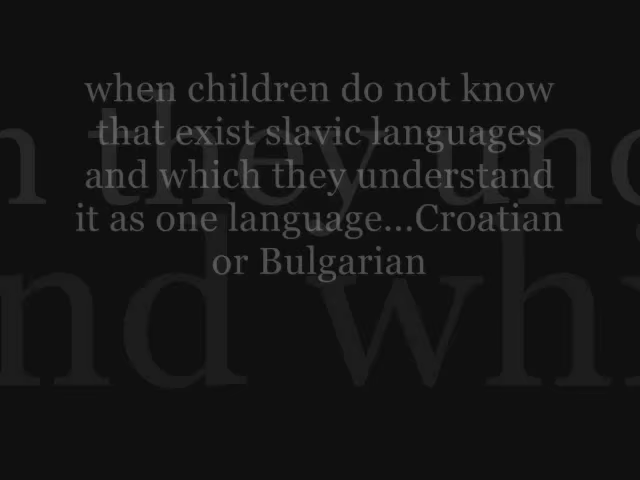 when children do not know
that exist slavic languages
and which they understand
it as one language...Croatian
or Bulgarian